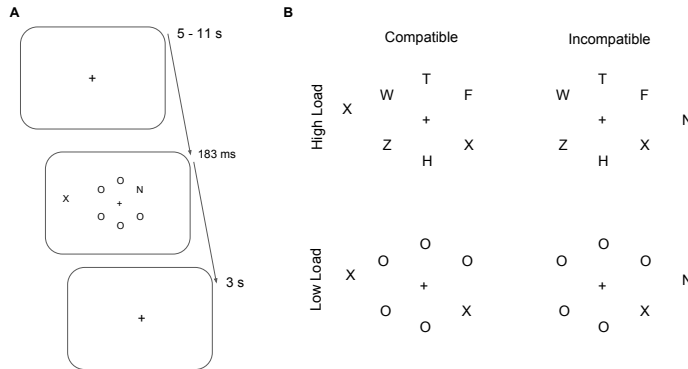 A
5 - 11 s
+
183 ms
O
O N
X
+
O O
O
3 s
+
B
Compatible Incompatible
High Load
T
W F
X
+
Z X
H
T
W F
N
+
Z X
H
Low Load
O
O O
X
+
O X
O
O
O O
N
+
O X
O